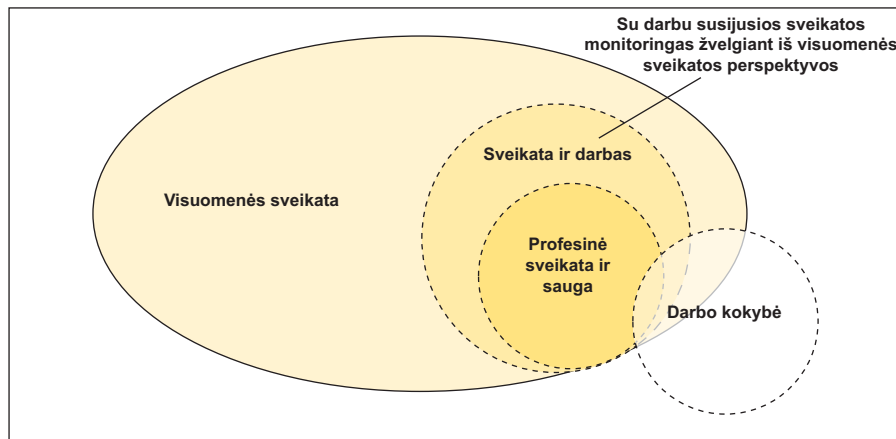 Su darbu susijusios sveikatos
monitoringas žvelgiant iš visuomenės
sveikatos perspektyvos
Sveikata ir darbas
Visuomenės sveikata
Profesinė
sveikata ir
sauga
Darbo kokybė